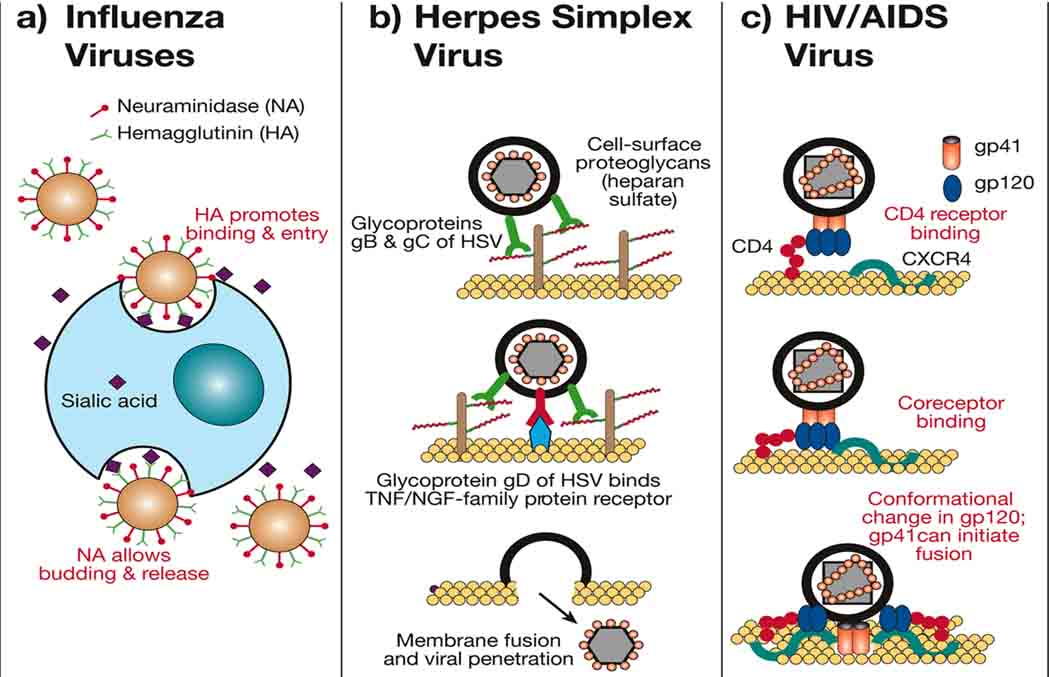 a) Influenza
Viruses
Neuraminidase (NA)
Hemagglutinin (HA)
HA promotes
binding & entry
Sialic acid
NA allows
budding & release
b) Herpes Simplex
Virus
Cell-surface
proteoglycans
(heparan
sulfate)
Glycoproteins
gB & gC of HSV
Glycoprotein gD of HSV binds
TNF/NGF-family protein receptor
Membrane fusion
and viral penetration
c) HIV/AIDS
Virus
gp41
gp120
CD4 receptor
binding
CD4
CXCR4
Coreceptor
binding
Conformational
change in gp120;
gp41can initiate
fusion